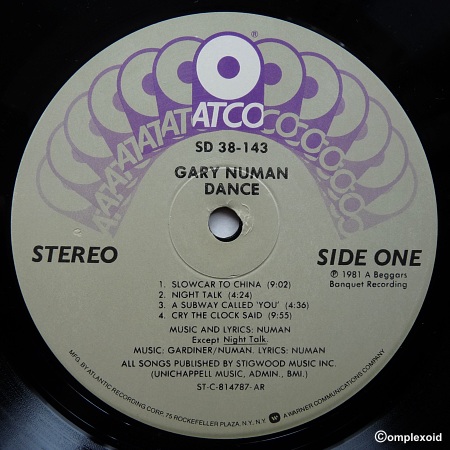 ©omplexoid
ATCO
SD 38-143
GARY NUMAN
DANCE
STEREO
SIDE ONE
℗ 1981 A Beggars
Banquet Recording
1. SLOWCAR TO CHINA (9:02)
2. NIGHT TALK (4:24)
3. A SUBWAY CALLED 'YOU' (4:36)
4. CRY THE CLOCK SAID (9:55)
MUSIC AND LYRICS: NUMAN
Except Night Talk.
MUSIC: GARDINER/NUMAN. LYRICS: NUMAN
ALL SONGS PUBLISHED BY STIGWOOD MUSIC INC.
(UNICHAPPELL MUSIC, ADMIN., BMI.)
ST-C-814787-AR
MFG. BY ATLANTIC RECORDING CORP., 75 ROCKEFELLER PLAZA, N.Y., N.Y. A WARNER COMMUNICATIONS COMPANY